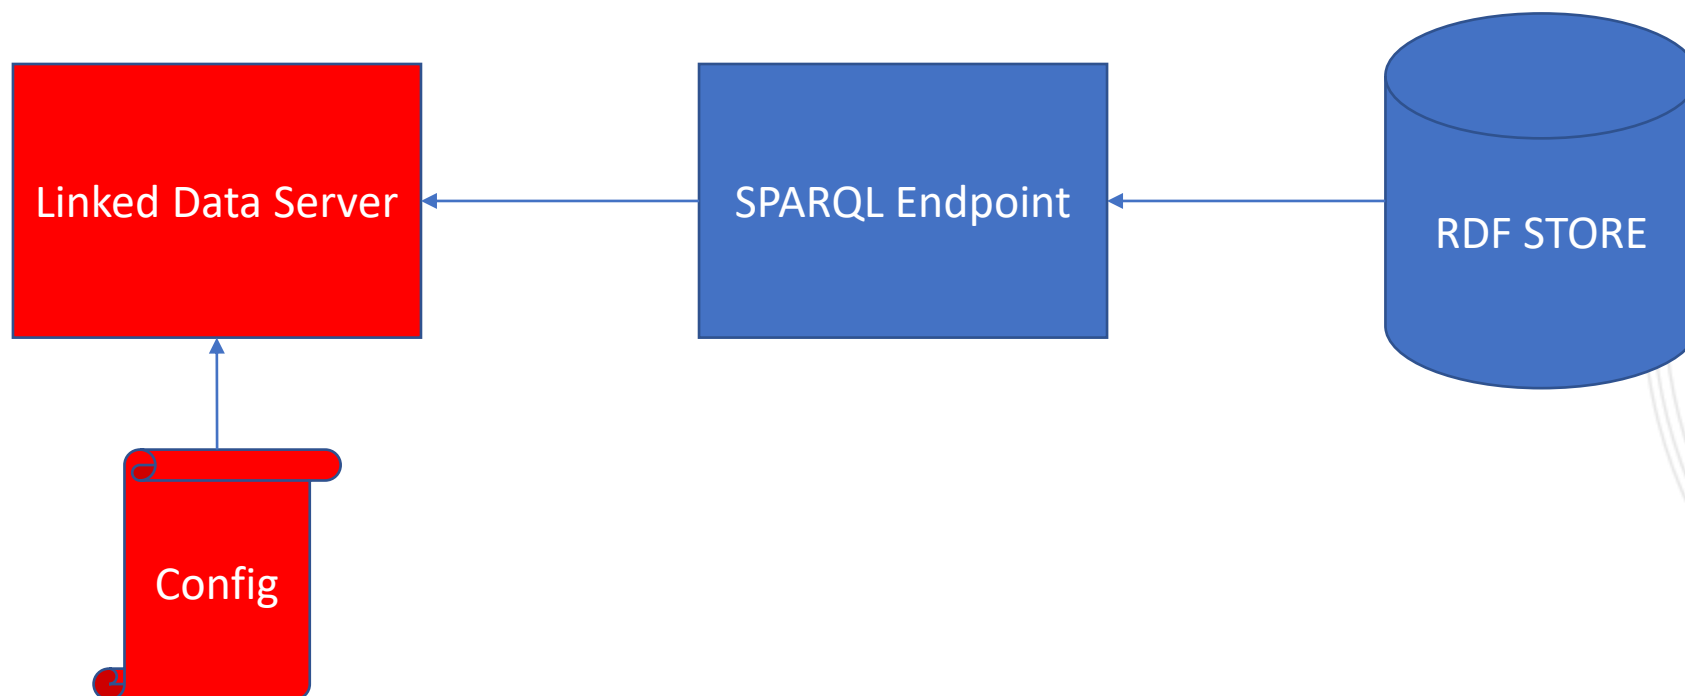 Linked Data Server
SPARQL Endpoint
RDF STORE
Config